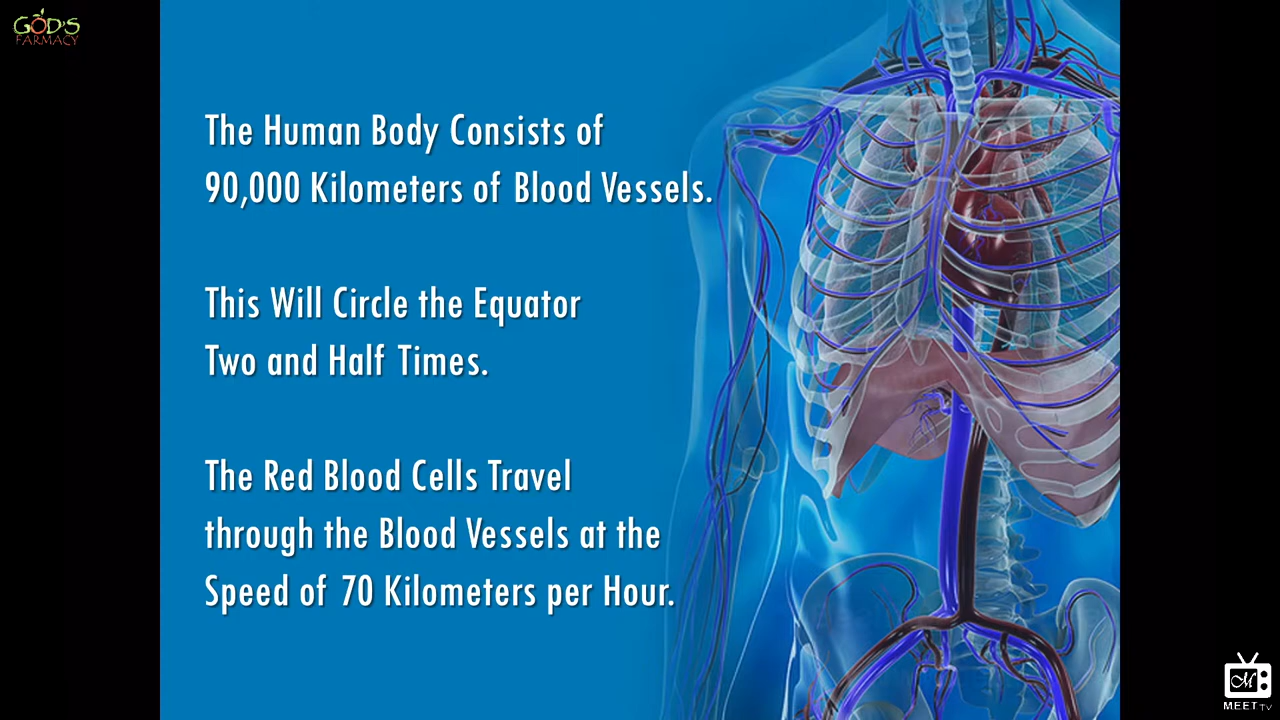 GOD'S
FARMACY
The Human Body Consists of
90,000 Kilometers of Blood Vessels.
This Will Circle the Equator
Two and Half Times.
The Red Blood Cells Travel
through the Blood Vessels at the
Speed of 70 Kilometers per Hour.
M
MEET TV